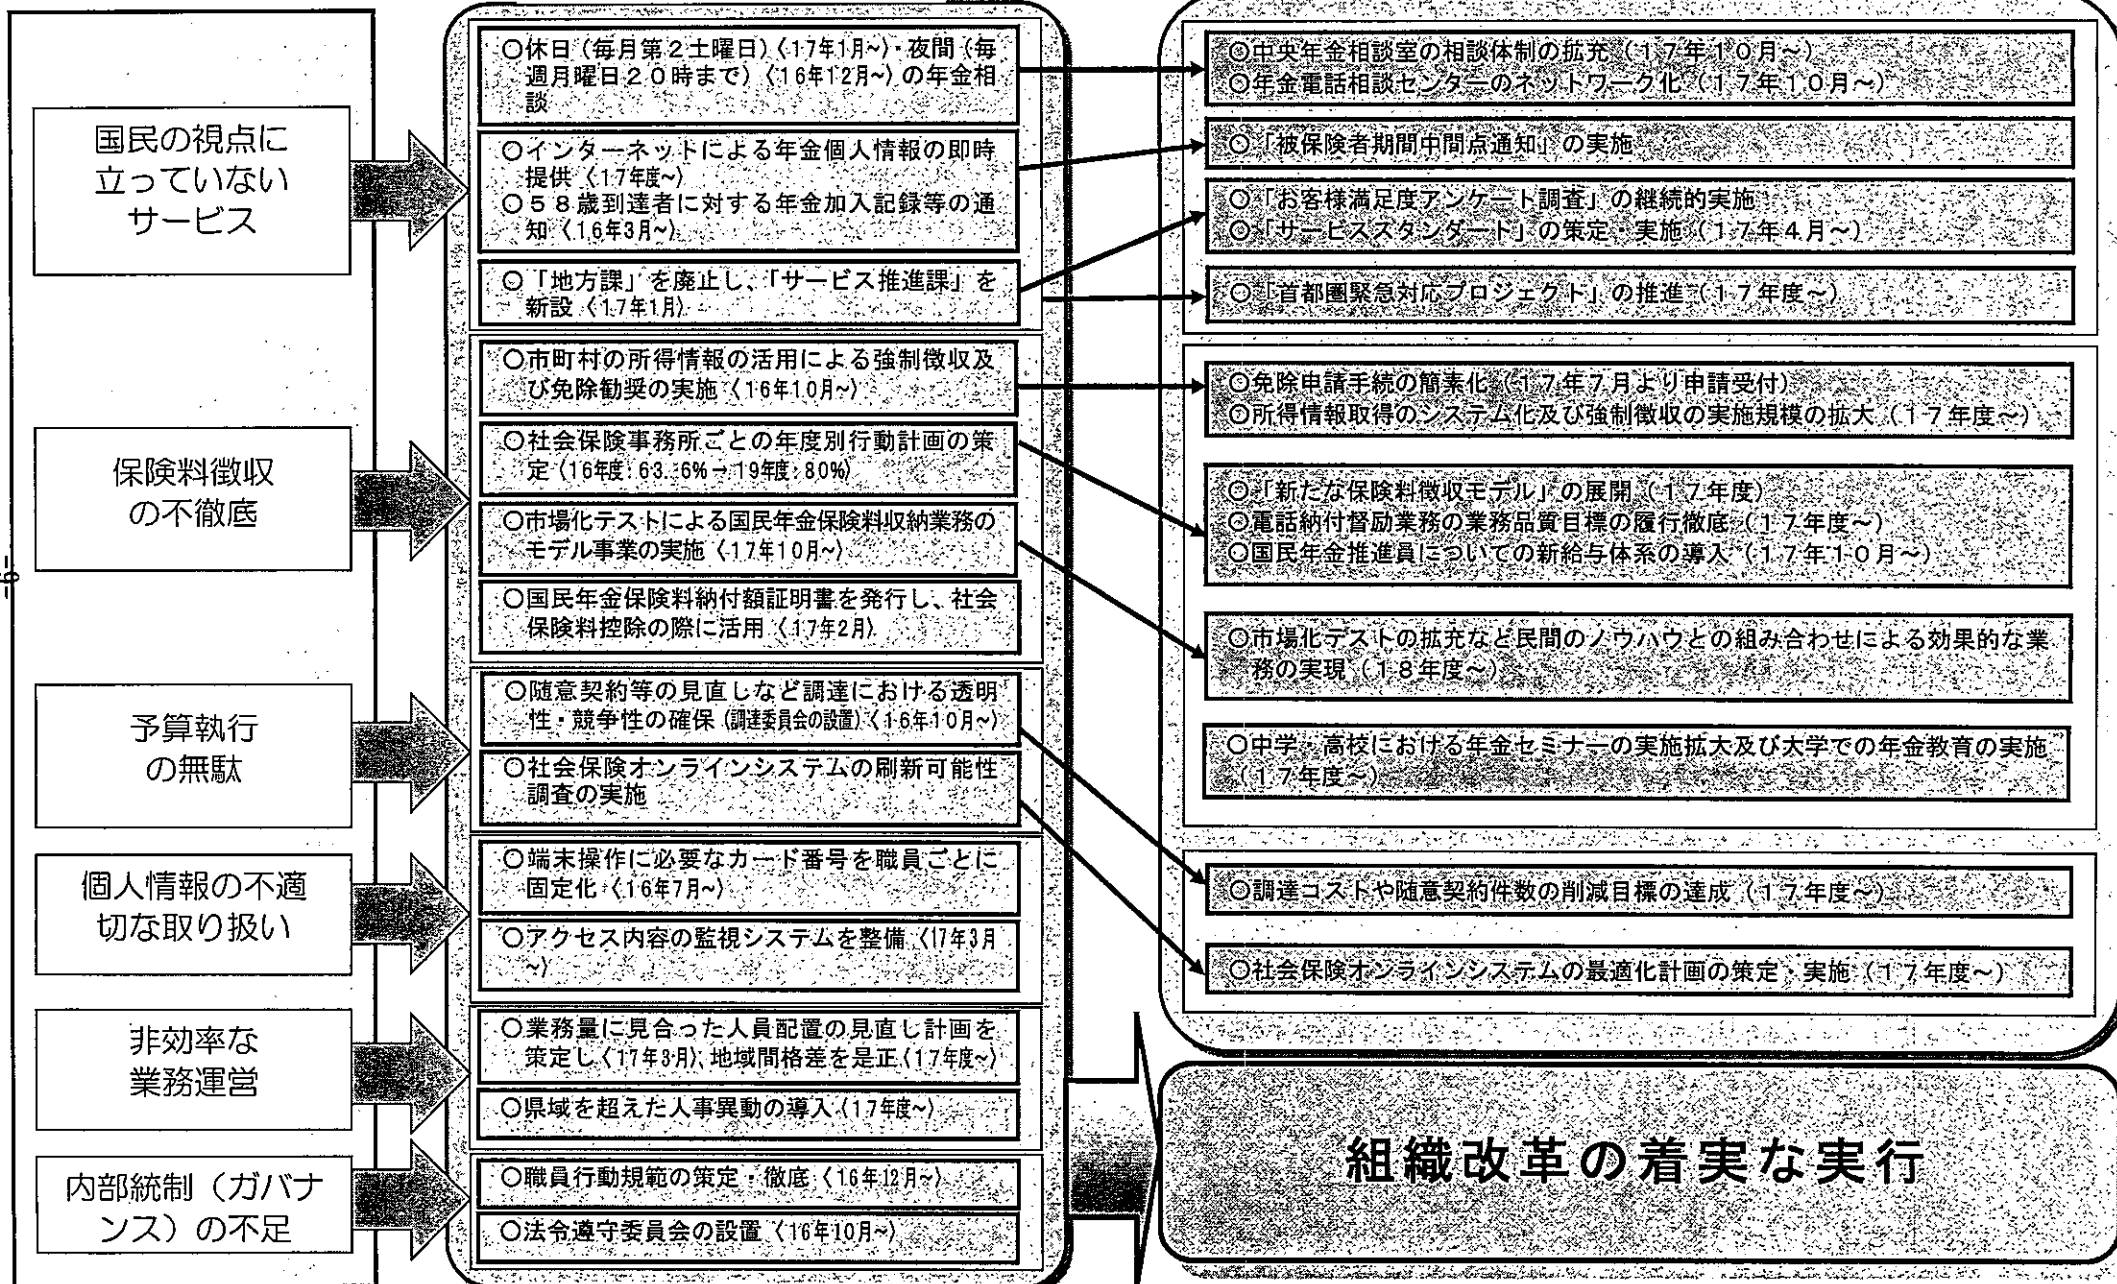 国民の視点に
立っていない
サービス
保険料徴収
の不徹底
予算執行
の無駄
個人情報の不適
切な取り扱い
非効率な
業務運営
内部統制（ガバナ
ンス）の不足
○休日（毎月第２土曜日）〈17年1月~〉・夜間（毎
週月曜日２０時まで）〈16年12月~〉の年金相
談
○インターネットによる年金個人情報の即時
提供〈17年度~〉
○５８歳到達者に対する年金加入記録等の通
知〈16年3月~〉
○「地方課」を廃止し、「サービス推進課」を
新設〈17年1月〉
○市町村の所得情報の活用による強制徴収及
び免除勧奨の実施〈16年10月~〉
○社会保険事務所ごとの年度別行動計画の策
定〈16年度:63.6%→19年度:80%〉
○市場化テストによる国民年金保険料収納業務の
モデル事業の実施〈17年10月~〉
○国民年金保険料納付額証明書を発行し、社会
保険料控除の際に活用〈17年2月〉
○随意契約等の見直しなど調達における透明
性・競争性の確保（調達委員会の設置）〈16年10月~〉
○社会保険オンラインシステムの刷新可能性
調査の実施
○端末操作に必要なカード番号を職員ごとに
固定化〈16年7月~〉
○アクセス内容の監視システムを整備〈17年3月
~〉
○業務量に見合った人員配置の見直し計画を
策定し〈17年3月〉、地域間格差を是正〈17年度~〉
○県域を超えた人事異動の導入〈17年度~〉
○職員行動規範の策定・徹底〈16年12月~〉
○法令遵守委員会の設置〈16年10月~〉
○中央年金相談室の相談体制の拡充（１７年１０月～）
○年金電話相談センターのネットワーク化（１７年１０月～）
○「被保険者期間中間点通知」の実施
○「お客様満足度アンケート調査」の継続的実施
○「サービススタンダード」の策定・実施（１７年４月～）
○「首都圏緊急対応プロジェクト」の推進（１７年度～）
○免除申請手続の簡素化（１７年７月より申請受付）
○所得情報取得のシステム化及び強制徴収の実施規模の拡大（１７年度～）
○「新たな保険料徴収モデル」の展開（１７年度）
○電話納付督励業務の業務品質目標の履行徹底（１７年度～）
○国民年金推進員についての新給与体系の導入（１７年１０月～）
○市場化テストの拡充など民間のノウハウとの組み合わせによる効果的な業
務の実現（１８年度～）
○中学・高校における年金セミナーの実施拡大及び大学での年金教育の実施
（１７年度～）
○調達コストや随意契約件数の削減目標の達成（１７年度～）
○社会保険オンラインシステムの最適化計画の策定・実施（１７年度～）
組織改革の着実な実行